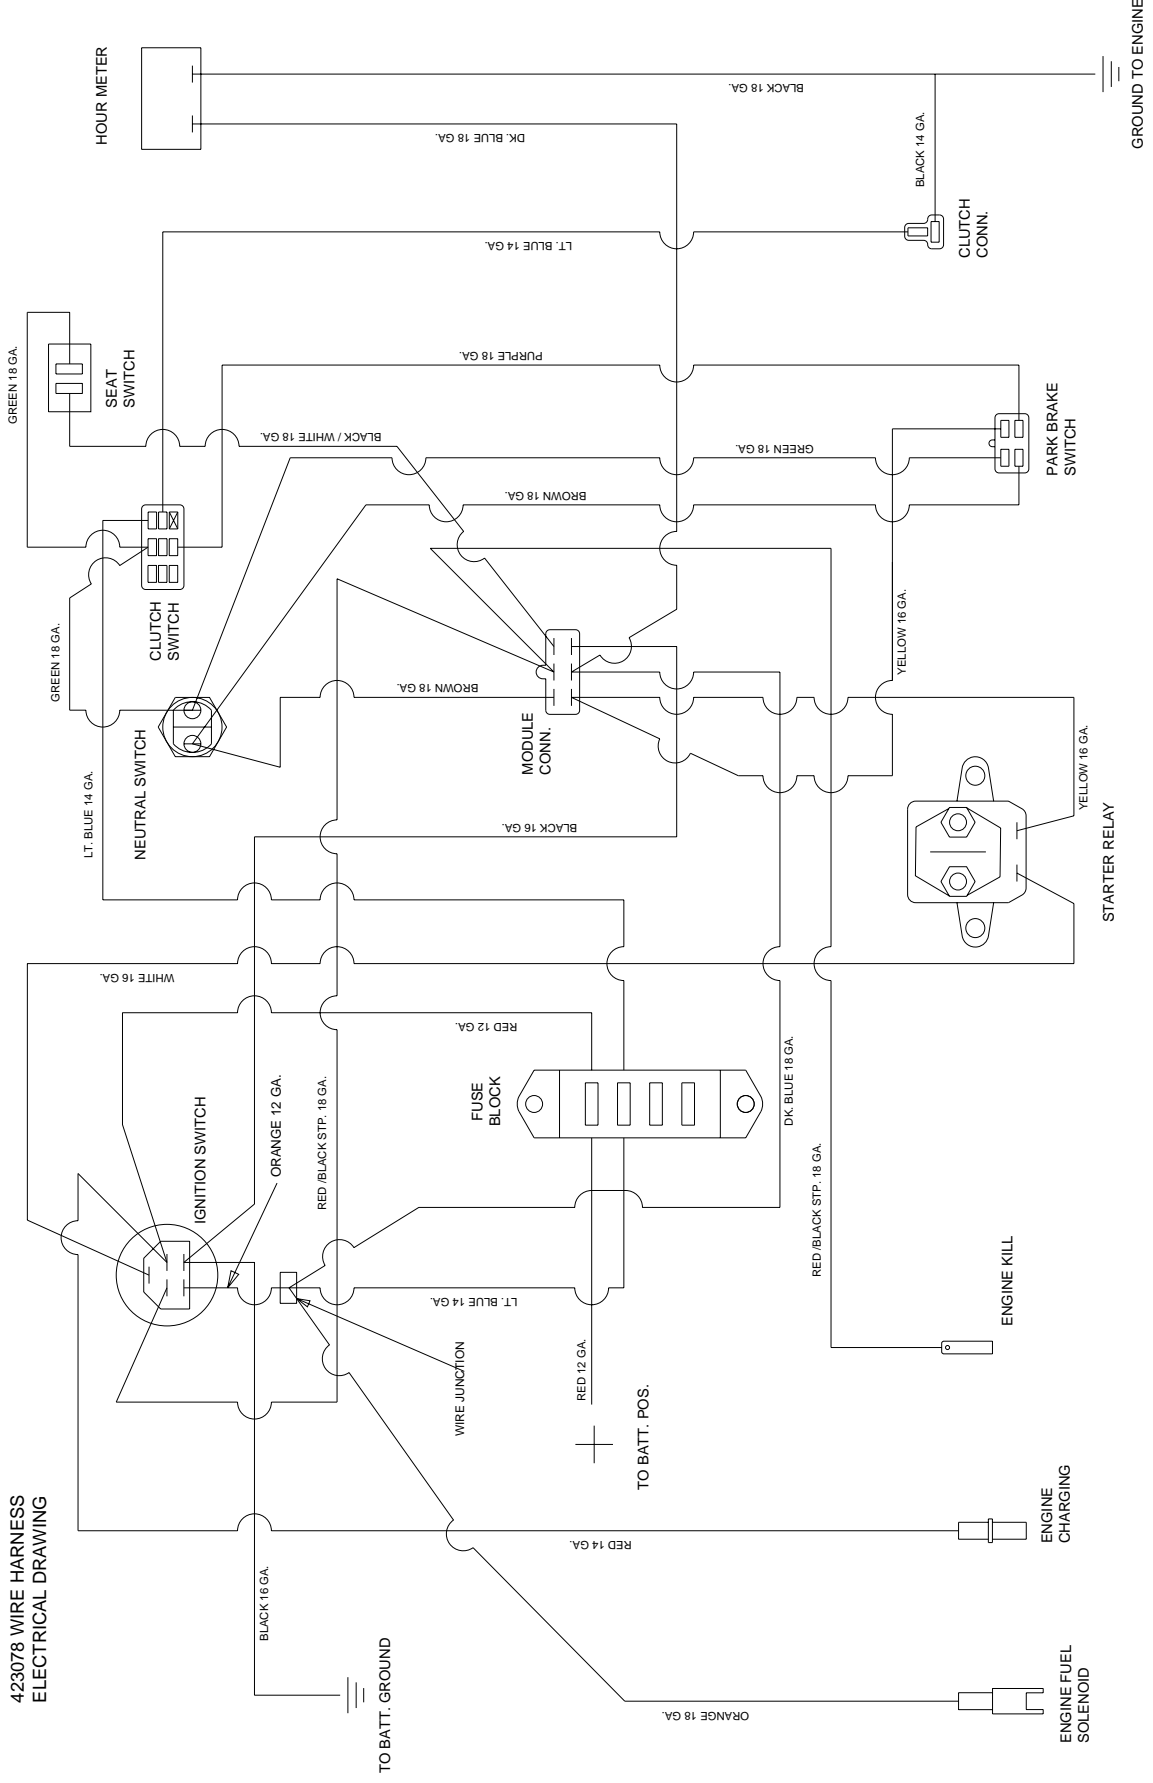 423078 WIRE HARNESS
ELECTRICAL DRAWING
HOUR METER
BLACK 18 GA.
GROUND TO ENGINE
DK. BLUE 18 GA.
BLACK 14 GA.
CLUTCH
CONN.
LT. BLUE 14 GA.
GREEN 18 GA.
SEAT
SWITCH
PURPLE 18 GA.
BLACK / WHITE 18 GA.
GREEN 18 GA.
BROWN 18 GA.
PARK BRAKE
SWITCH
CLUTCH
SWITCH
GREEN 18 GA.
YELLOW 16 GA.
NEUTRAL SWITCH
BROWN 18 GA.
MODULE
CONN.
LT. BLUE 14 GA.
BLACK 16 GA.
YELLOW 16 GA.
STARTER RELAY
WHITE 16 GA.
RED 12 GA.
IGNITION SWITCH
ORANGE 12 GA.
RED /BLACK STP. 18 GA.
FUSE
BLOCK
DK. BLUE 18 GA.
RED /BLACK STP. 18 GA.
LT. BLUE 14 GA.
WIRE JUNCTION
RED 12 GA.
TO BATT. POS.
ENGINE KILL
RED 14 GA.
ENGINE
CHARGING
BLACK 16 GA.
TO BATT. GROUND
ORANGE 18 GA.
ENGINE FUEL
SOLENOID